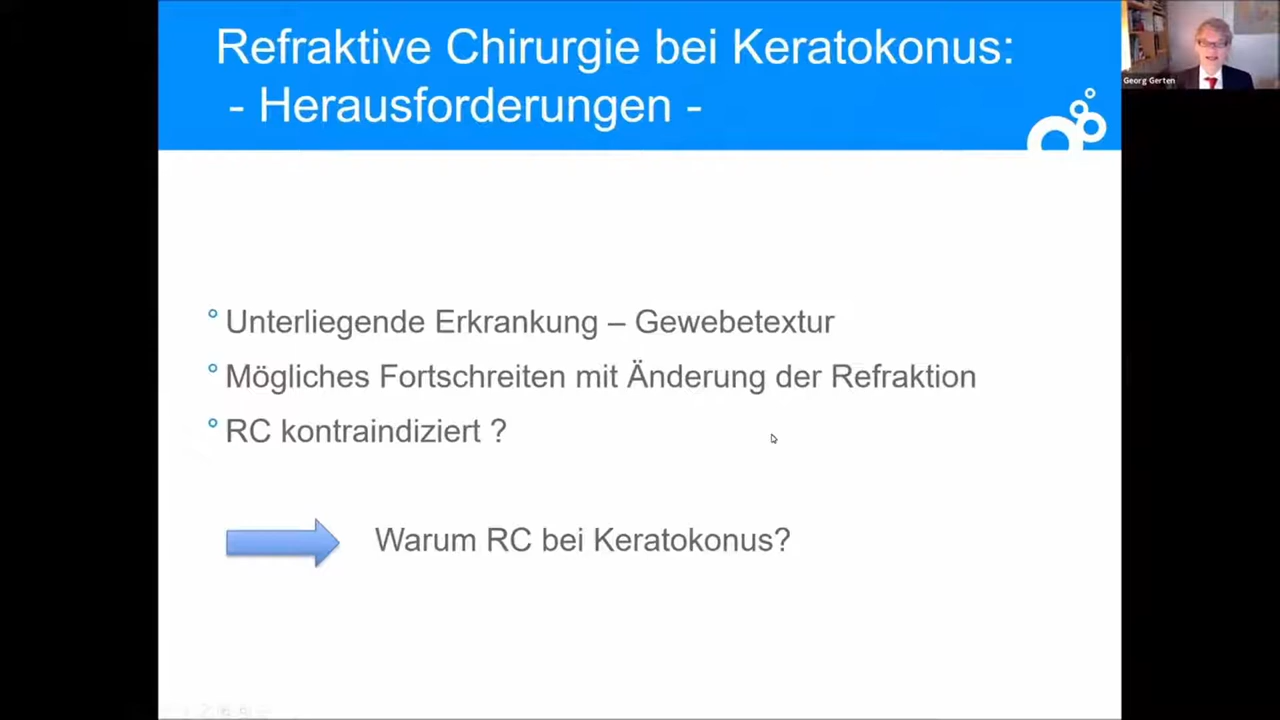 Refraktive Chirurgie bei Keratokonus:
- Herausforderungen -
Georg Gerten
° Unterliegende Erkrankung – Gewebetextur
° Mögliches Fortschreiten mit Änderung der Refraktion
° RC kontraindiziert ?
Warum RC bei Keratokonus?